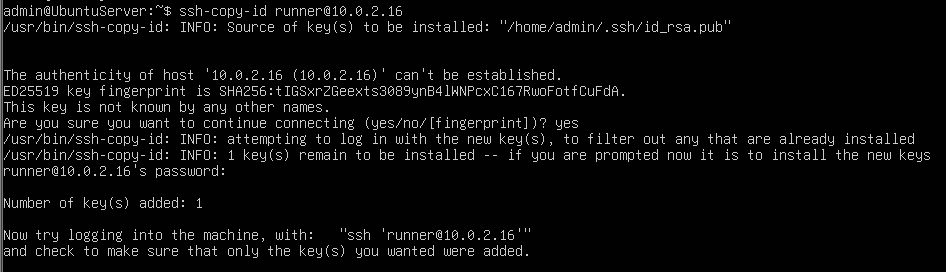 admin@UbuntuServer:~$ ssh-copy-id runner@10.0.2.16
/usr/bin/ssh-copy-id: INFO: Source of key(s) to be installed: "/home/admin/.ssh/id_rsa.pub"
The authenticity of host '10.0.2.16 (10.0.2.16)' can't be established.
ED25519 key fingerprint is SHA256:tIGSxrZGeexts3089ynB4lWNPcxC167RwoFotfCuFdA.
This key is not known by any other names.
Are you sure you want to continue connecting (yes/no/[fingerprint])? yes
/usr/bin/ssh-copy-id: INFO: attempting to log in with the new key(s), to filter out any that are already installed
/usr/bin/ssh-copy-id: INFO: 1 key(s) remain to be installed -- if you are prompted now it is to install the new keys
runner@10.0.2.16's password:
Number of key(s) added: 1
Now try logging into the machine, with:   "ssh 'runner@10.0.2.16'"
and check to make sure that only the key(s) you wanted were added.